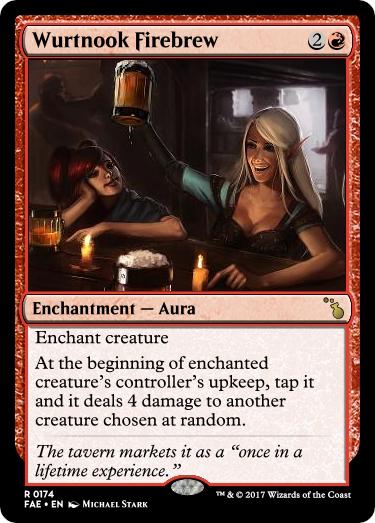 Wurtnook Firebrew 2
Enchantment — Aura
Enchant creature
At the beginning of enchanted
creature's controller's upkeep, tap it
and it deals 4 damage to another
creature chosen at random.
The tavern markets it as a “once in a
lifetime experience.”
R 0174
FAE • EN Michael Stark
™ & © 2017 Wizards of the Coast